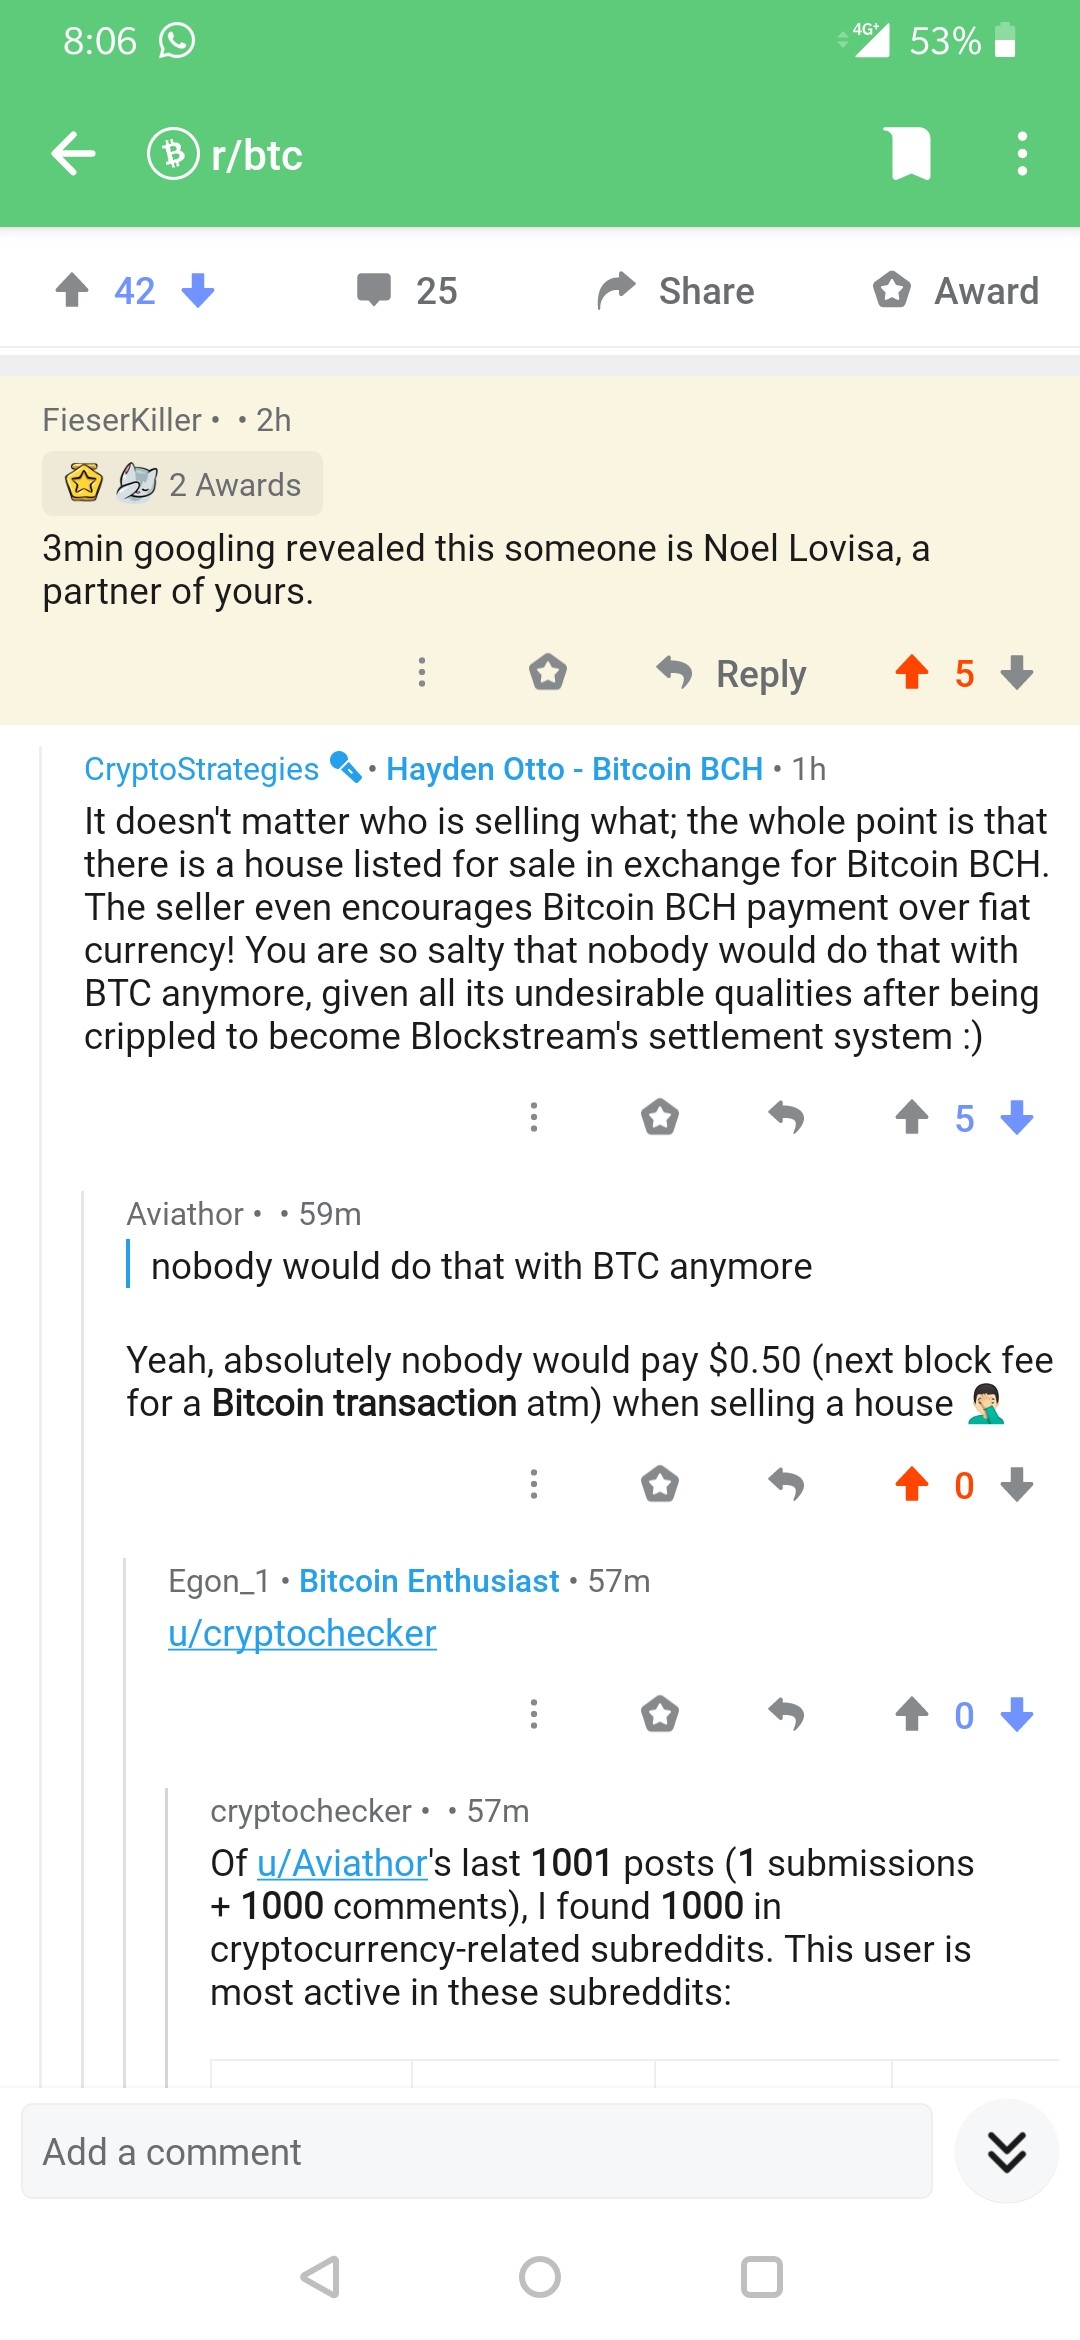 8:06
4G+ 53%
r/btc
42 25 Share Award
FieserKiller • • 2h
2 Awards
3min googling revealed this someone is Noel Lovisa, a
partner of yours.
Reply 5
CryptoStrategies • Hayden Otto - Bitcoin BCH • 1h
It doesn't matter who is selling what; the whole point is that
there is a house listed for sale in exchange for Bitcoin BCH.
The seller even encourages Bitcoin BCH payment over fiat
currency! You are so salty that nobody would do that with
BTC anymore, given all its undesirable qualities after being
crippled to become Blockstream's settlement system :)
5
Aviathor • • 59m
nobody would do that with BTC anymore
Yeah, absolutely nobody would pay $0.50 (next block fee
for a Bitcoin transaction atm) when selling a house 🤦🏻‍♂️
0
Egon_1 • Bitcoin Enthusiast • 57m
u/cryptochecker
0
cryptochecker • • 57m
Of u/Aviathor's last 1001 posts (1 submissions
+ 1000 comments), I found 1000 in
cryptocurrency-related subreddits. This user is
most active in these subreddits:
Add a comment